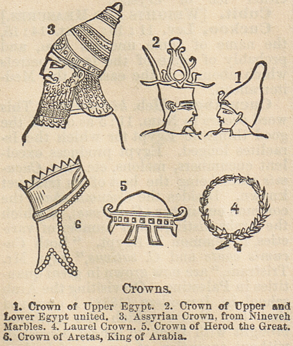 3
2
1
5
4
6
Crowns.
1. Crown of Upper Egypt. 2. Crown of Upper and
Lower Egypt united. 3. Assyrian Crown, from Nineveh
Marbles. 4. Laurel Crown. 5. Crown of Herod the Great.
6. Crown of Aretas, King of Arabia.